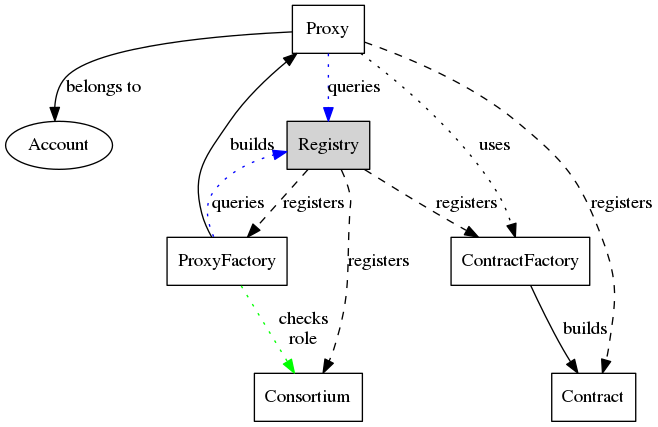 Proxy
belongs to
queries
Account
builds
Registry
uses
queries
registers
registers
registers
ProxyFactory
registers
ContractFactory
checks
role
builds
Consortium
Contract